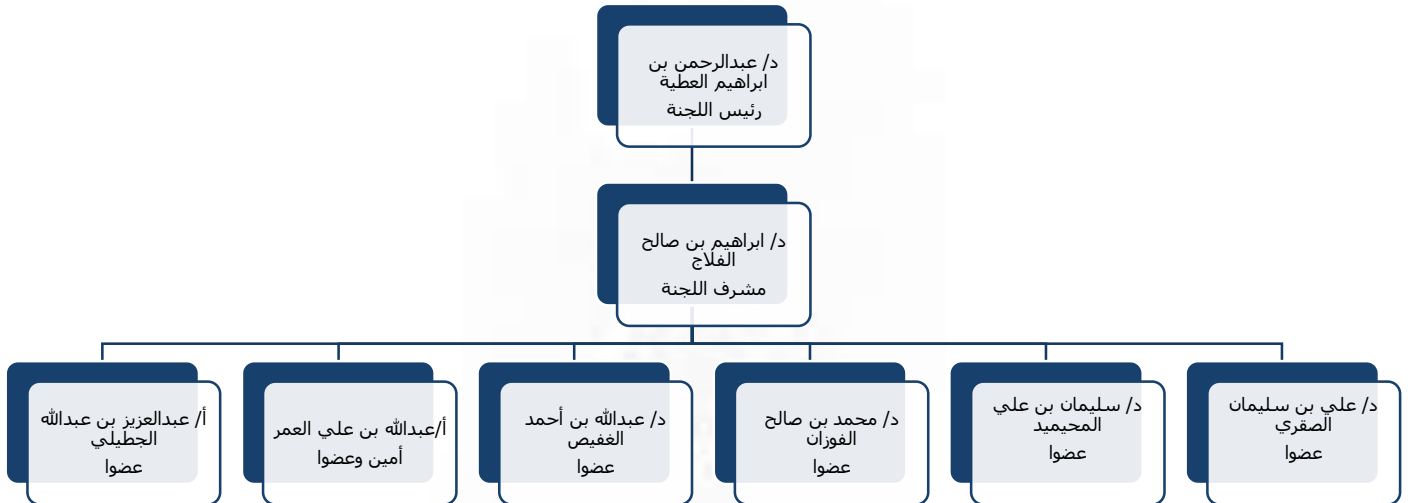 د/ عبدالرحمن بن
ابراهيم العطية
رئيس اللجنة
د/ ابراهيم بن صالح
الفلاج
مشرف اللجنة
د/ علي بن سليمان
الصقري
عضوا
د/ سليمان بن علي
المحيميد
عضوا
د/ محمد بن صالح
الفوزان
عضوا
د/ عبدالله بن أحمد
الغفيص
عضوا
أ/عبدالله بن علي العمر
أمين وعضوا
أ/ عبدالعزيز بن عبدالله
الجطيلي
عضوا